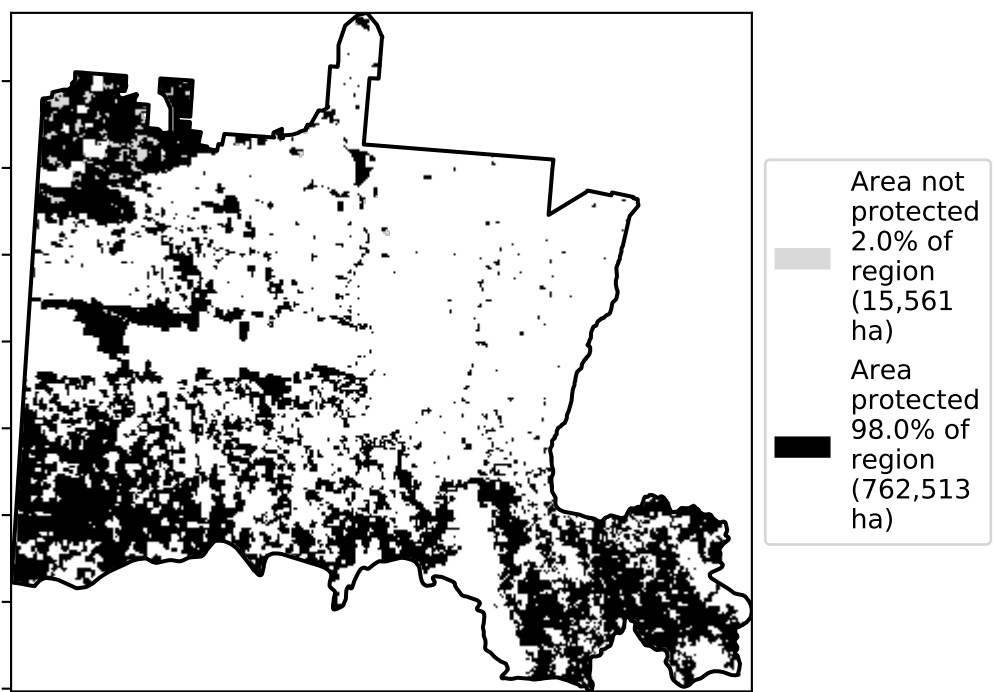 Area not
protected
2.0% of
region
(15,561
ha)
Area
protected
98.0% of
region
(762,513
ha)